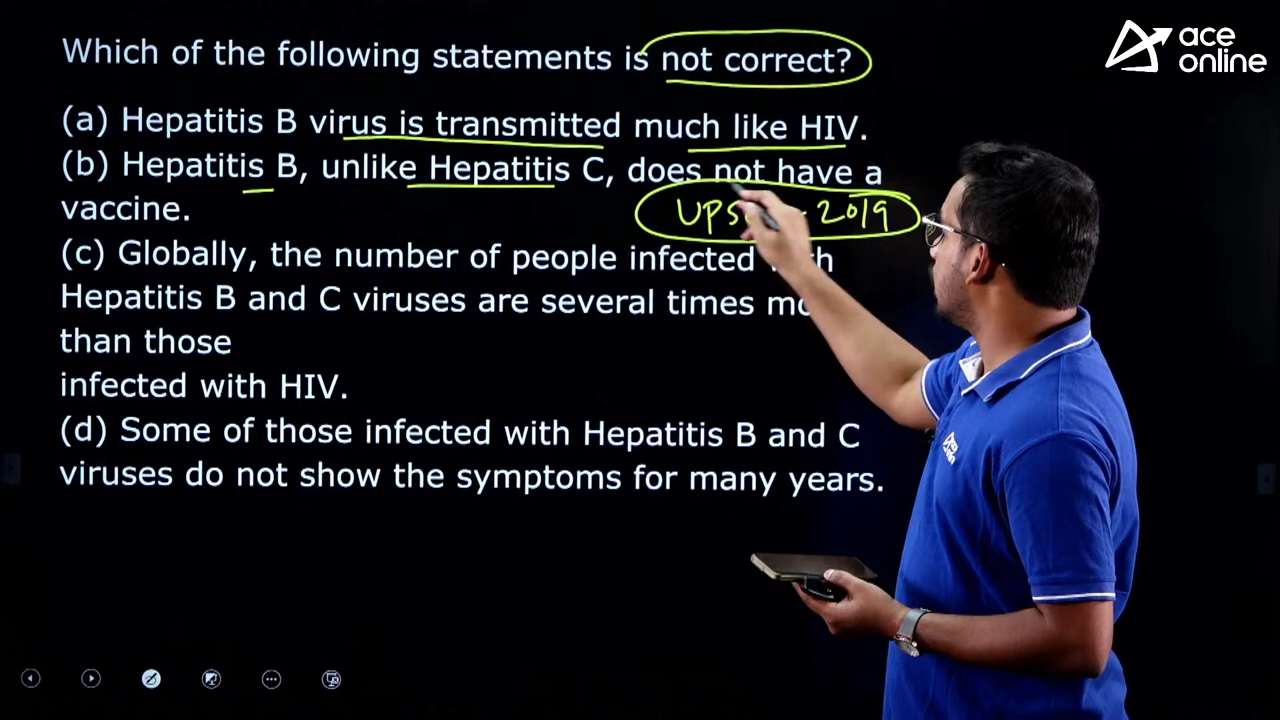 Which of the following statements is not correct?
(a) Hepatitis B virus is transmitted much like HIV.
(b) Hepatitis B, unlike Hepatitis C, does not have a
vaccine.
2019
(c) Globally, the number of people infected
Hepatitis B and C viruses are several times
than those
infected with HIV.
(d) Some of those infected with Hepatitis B and C
viruses do not show the symptoms for many years.
ace
online